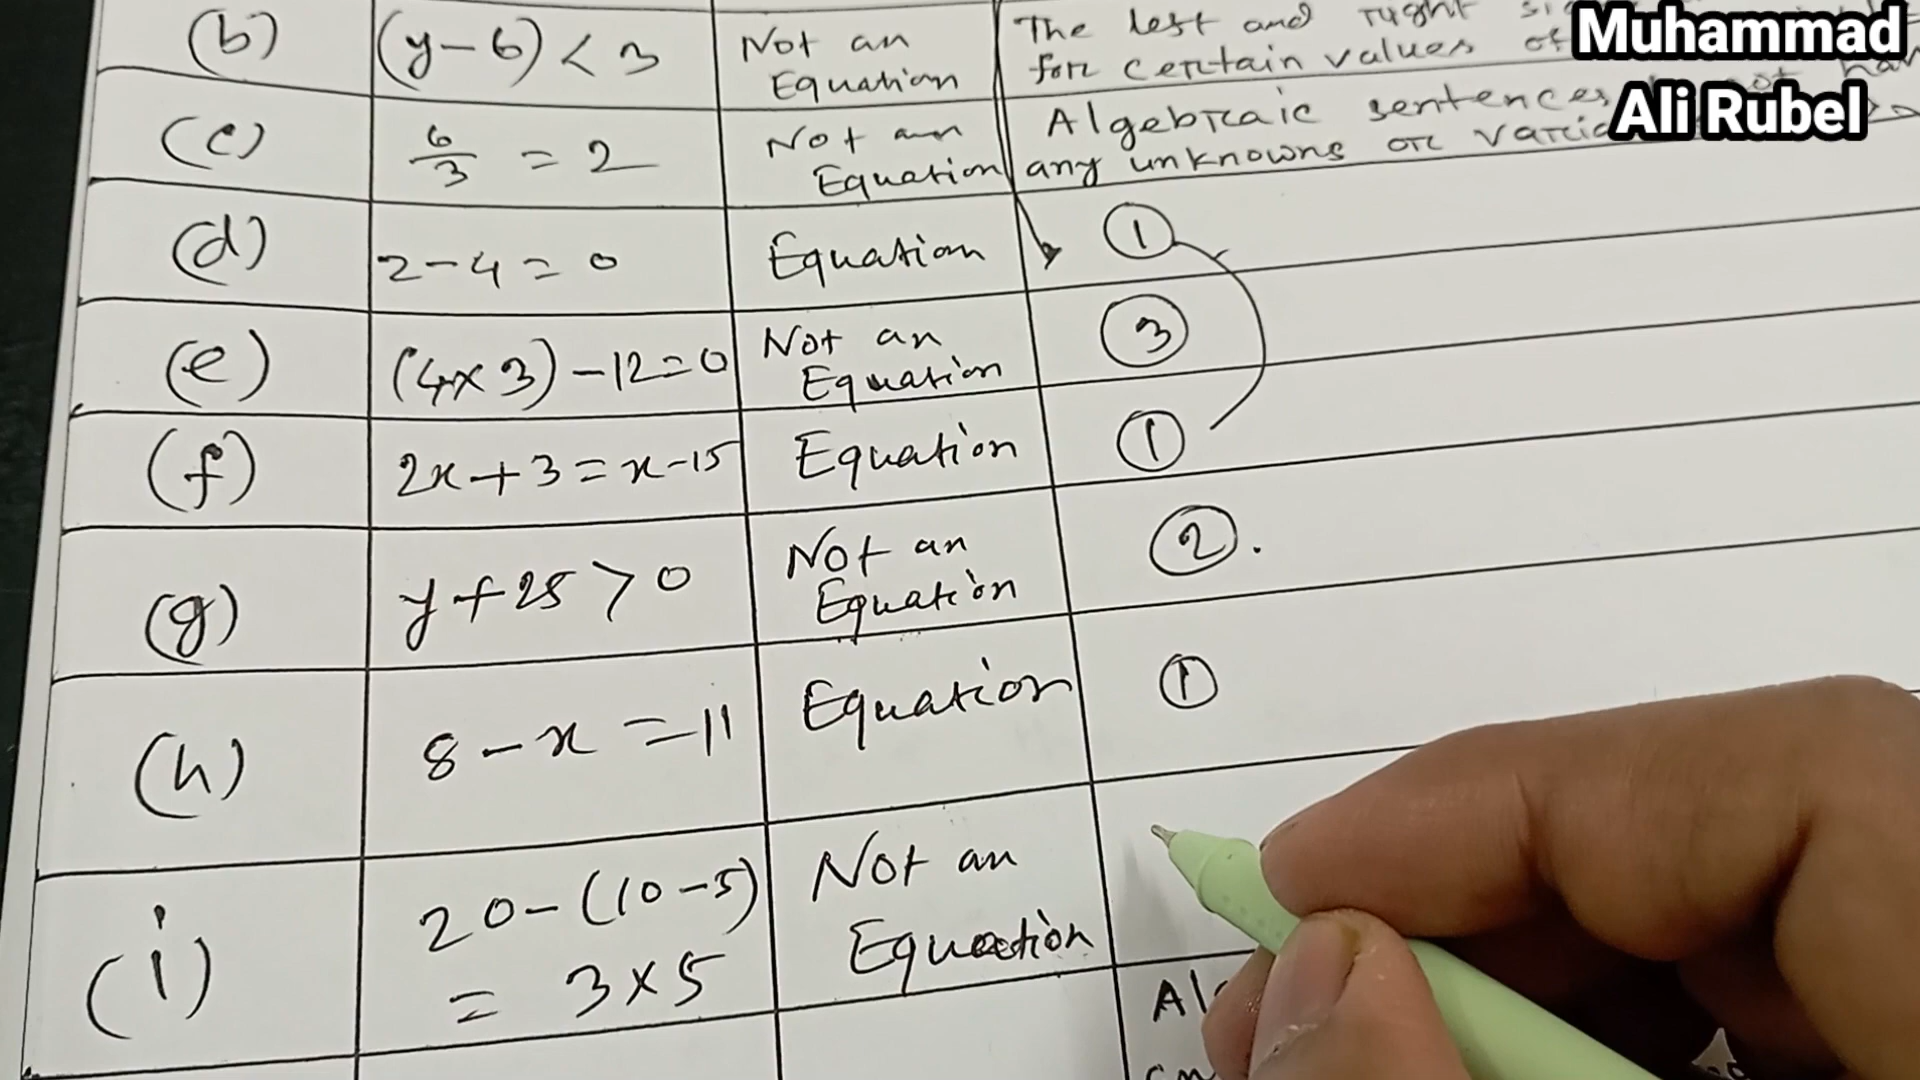 (b) (y-6) < 3 Not an Equation The left and right
for certain values of
(c) 6/3 = 2 Not an Equation Algebraic sentences not
any unknowns or
(d) 2-4=0 Equation ①
(e) (4×3)-12=0 Not an Equation ③
(f) 2x+3=x-15 Equation ①
(g) y+25>0 Not an Equation ②.
(h) 8-x=11 Equation ①
(i) 20-(10-5) Not an
= 3×5 Equation
Muhammad
Ali Rubel